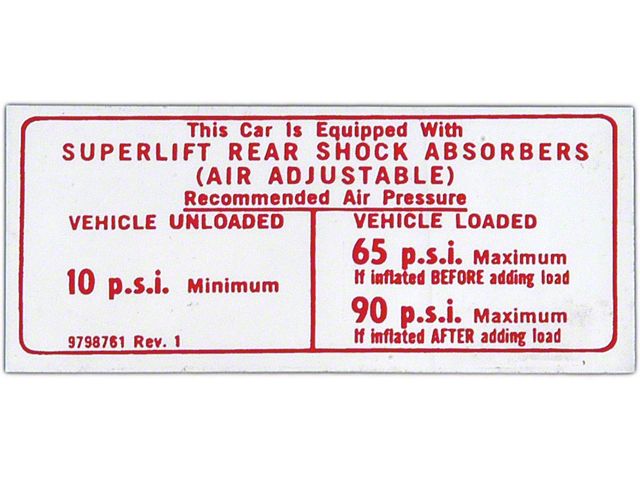 This Car Is Equipped With
SUPERLIFT REAR SHOCK ABSORBERS
(AIR ADJUSTABLE)
Recommended Air Pressure
VEHICLE UNLOADED
10 p.s.i. Minimum
9798761 Rev. 1
VEHICLE LOADED
65 p.s.i. Maximum
If inflated BEFORE adding load
90 p.s.i. Maximum
If inflated AFTER adding load